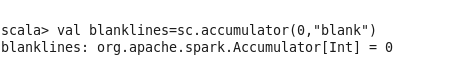 scala> val blanklines=sc.accumulator(0,"blank")
blanklines: org.apache.spark.Accumulator[Int] = 0